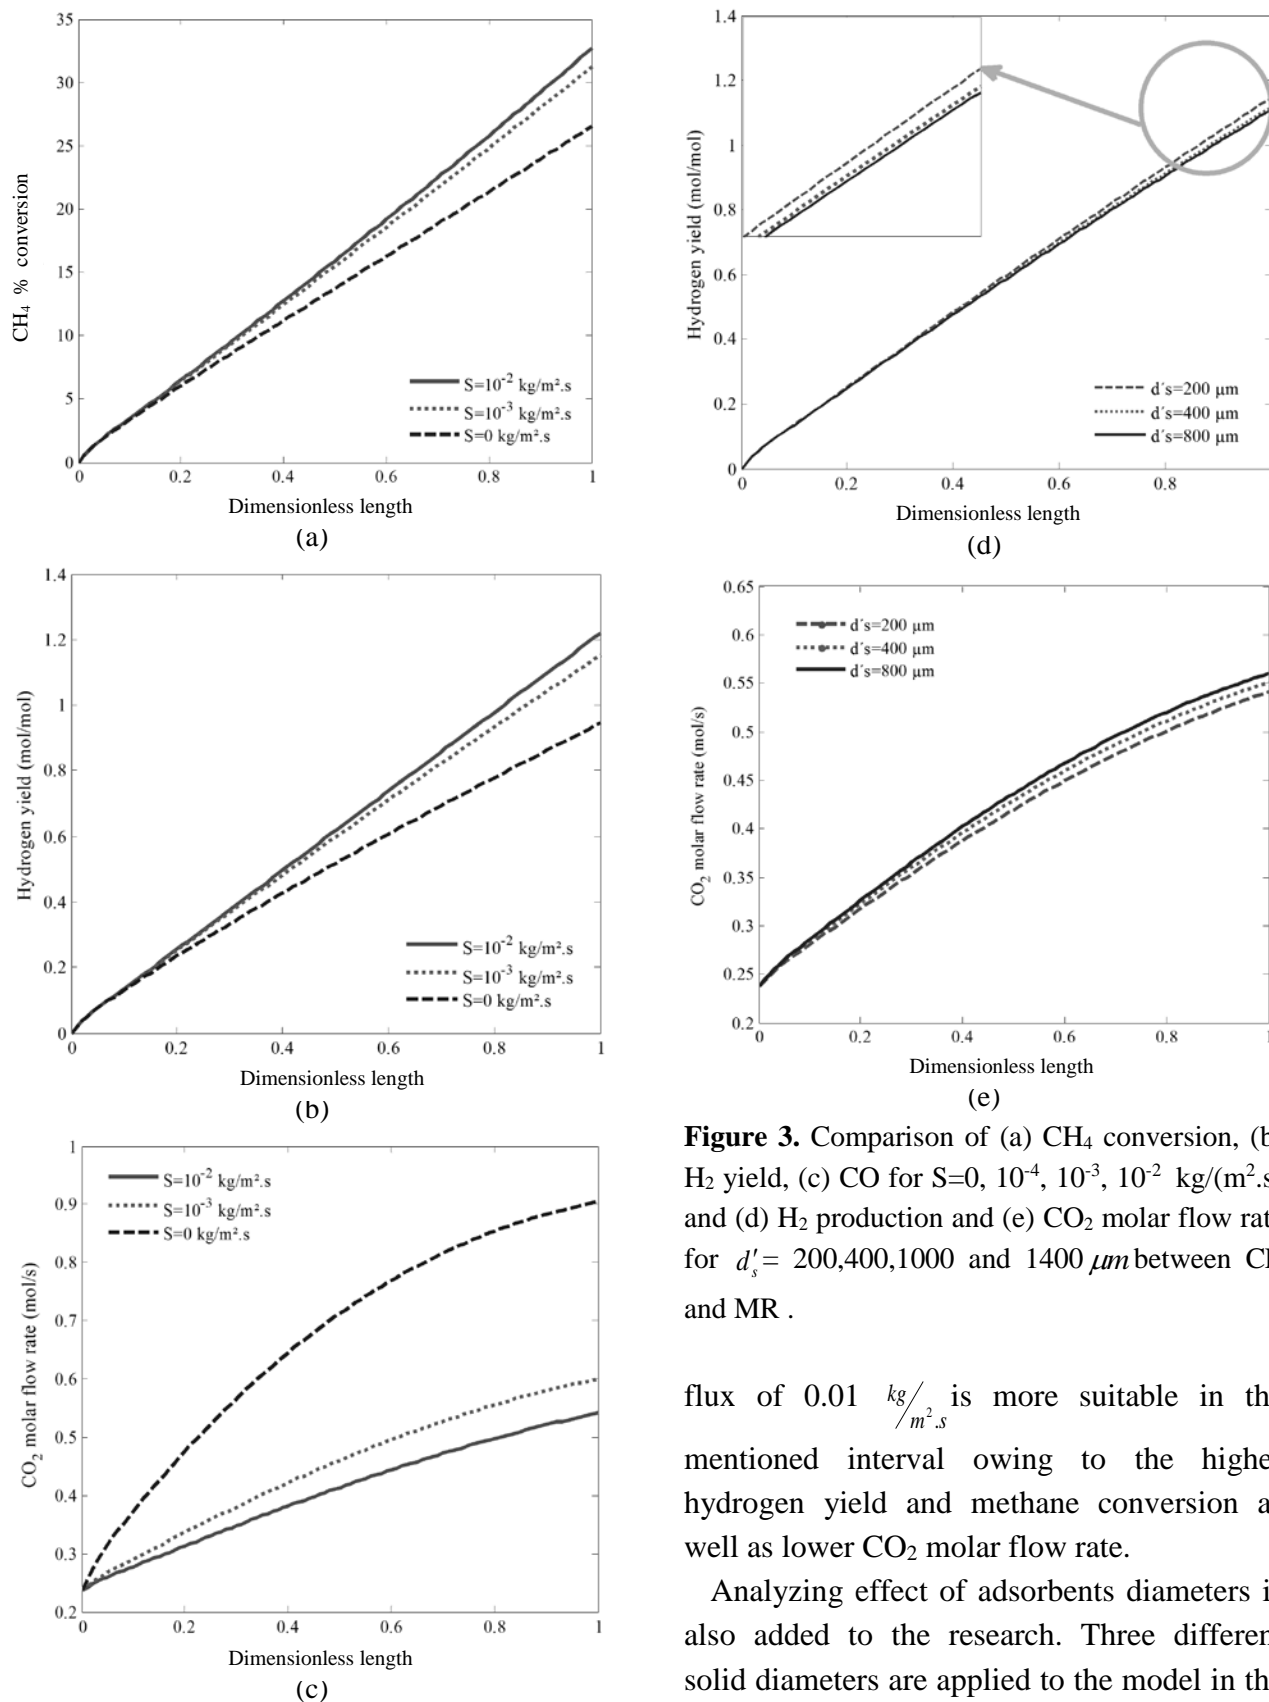 35
30
25
20
15
10
5
0
CH4 % conversion
S=10-2 kg/m².s
S=10-3 kg/m².s
S=0 kg/m².s
0.2 0.4 0.6 0.8 1
Dimensionless length
(a)
1.4
1.2
1
0.8
0.6
0.4
0.2
0
Hydrogen yield (mol/mol)
S=10-2 kg/m².s
S=10-3 kg/m².s
S=0 kg/m².s
0 0.2 0.4 0.6 0.8 1
Dimensionless length
(b)
1
0.9
0.8
0.7
0.6
0.5
0.4
0.3
0.2
CO2 molar flow rate (mol/s)
S=10-2 kg/m².s
S=10-3 kg/m².s
S=0 kg/m².s
0 0.2 0.4 0.6 0.8 1
Dimensionless length
(c)
1.4
1.2
1
0.8
0.6
0.4
0.2
0
Hydrogen yield (mol/mol)
d´s=200 µm
d´s=400 µm
d´s=800 µm
0 0.2 0.4 0.6 0.8
Dimensionless length
(d)
0.65
0.6
0.55
0.5
0.45
0.4
0.35
0.3
0.25
0.2
CO2 molar flow rate (mol/s)
d´s=200 µm
d´s=400 µm
d´s=800 µm
0 0.2 0.4 0.6 0.8 1
Dimensionless length
(e)
Figure 3. Comparison of (a) CH4 conversion, (b
H2 yield, (c) CO for S=0, 10-4, 10-3, 10-2 kg/(m2.s
and (d) H2 production and (e) CO2 molar flow rat
for d′s= 200,400,1000 and 1400 μm between CI
and MR .
flux of 0.01 kg/m2.s is more suitable in th
mentioned interval owing to the highe
hydrogen yield and methane conversion a
well as lower CO2 molar flow rate.
Analyzing effect of adsorbents diameters i
also added to the research. Three differen
solid diameters are applied to the model in th